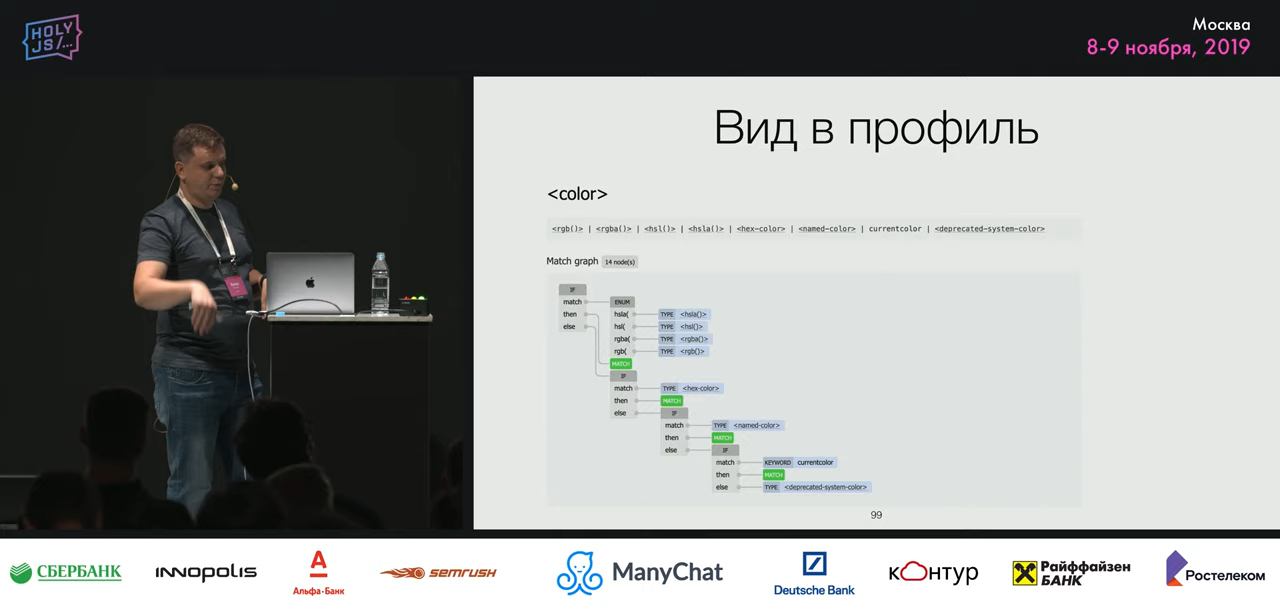 HOLY
JS/...
Москва
8-9 ноября, 2019
Вид в профиль
<color>
<rgb()> | <rgba()> | <hsl()> | <hsla()> | <hex-color> | <named-color> | currentcolor | <deprecated-system-color>
Match graph 14 node(s)
IF
match ENUM
then hsla( TYPE <hsla()>
else hsl( TYPE <hsl()>
rgba( TYPE <rgba()>
rgb( TYPE <rgb()>
MATCH
IF
match TYPE <hex-color>
then MATCH
else IF
match TYPE <named-color>
then MATCH
else IF
match KEYWORD currentcolor
then MATCH
else TYPE <deprecated-system-color>
99
СБЕРБАНК
INNOPOLIS
А
Альфа·Банк
semrush
ManyChat
Deutsche Bank
контур
Райффайзен
БАНК
Ростелеком